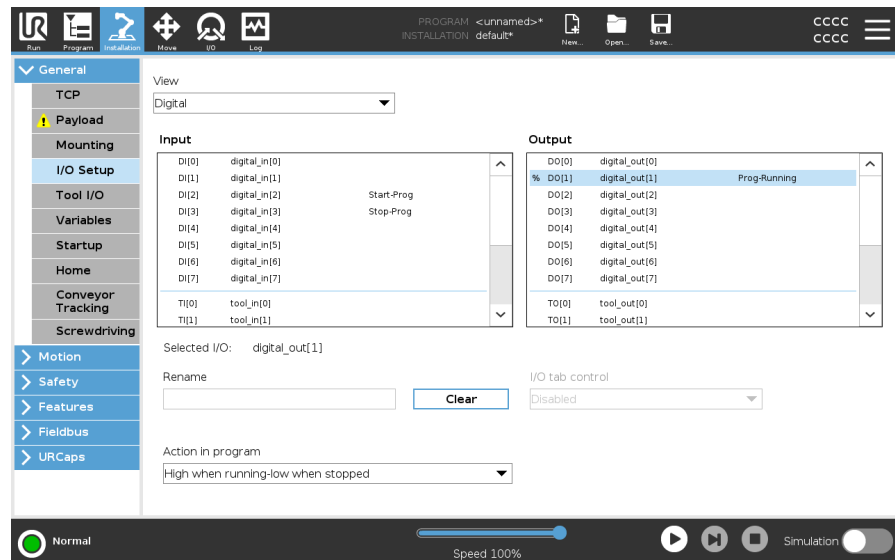 PROGRAM <unnamed>*
INSTALLATION default*
CCCC
CCCC
Run Program Installation Move I/O Log New... Open... Save...
General
TCP
Payload
Mounting
I/O Setup
Tool I/O
Variables
Startup
Home
Conveyor
Tracking
Screwdriving
Motion
Safety
Features
Fieldbus
URCaps
View
Digital
Input
DI[0] digital_in[0]
DI[1] digital_in[1]
DI[2] digital_in[2] Start-Prog
DI[3] digital_in[3] Stop-Prog
DI[4] digital_in[4]
DI[5] digital_in[5]
DI[6] digital_in[6]
DI[7] digital_in[7]
TI[0] tool_in[0]
TI[1] tool_in[1]
Output
DO[0] digital_out[0]
% DO[1] digital_out[1] Prog-Running
DO[2] digital_out[2]
DO[3] digital_out[3]
DO[4] digital_out[4]
DO[5] digital_out[5]
DO[6] digital_out[6]
DO[7] digital_out[7]
TO[0] tool_out[0]
TO[1] tool_out[1]
Selected I/O: digital_out[1]
Rename
Clear
I/O tab control
Disabled
Action in program
High when running-low when stopped
Normal
Speed 100%
Simulation